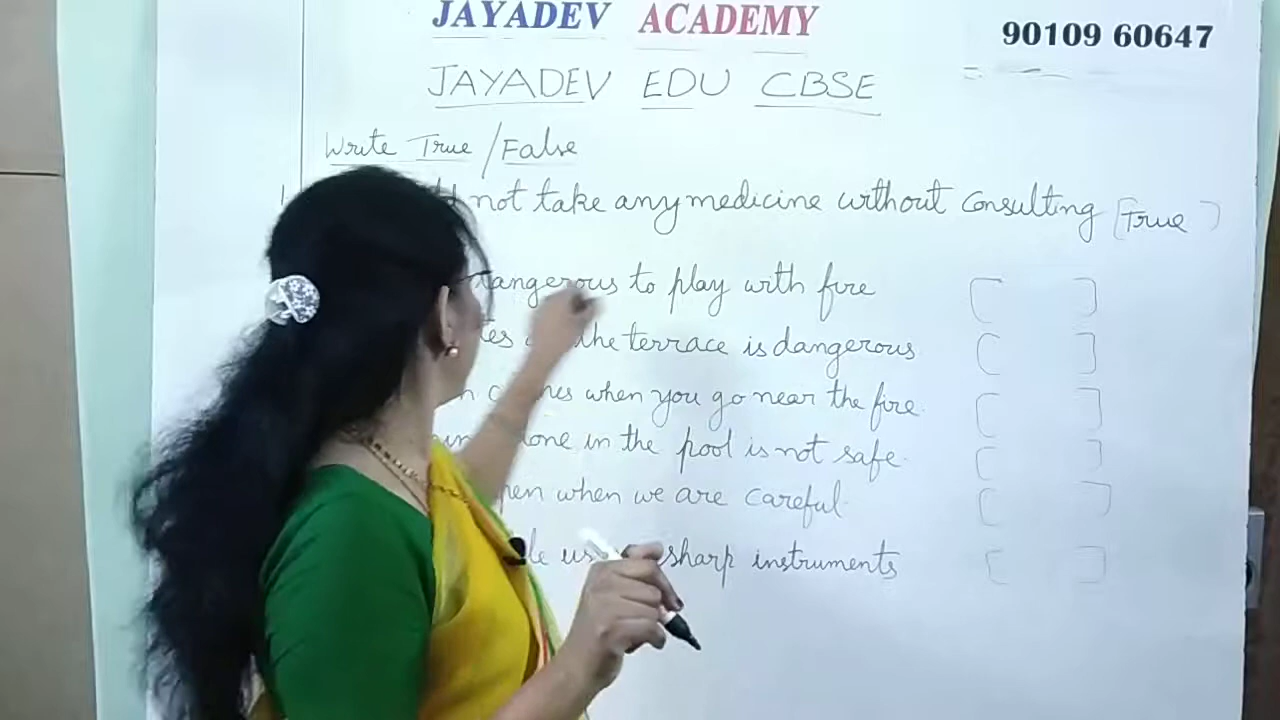 JAYADEV ACADEMY
90109 60647
JAYADEV EDU CBSE
Write True / False
not take any medicine without consulting [True ]
dangerous to play with fire [ ]
the terrace is dangerous [ ]
when you go near the fire. [ ]
in the pool is not safe. [ ]
when we are careful. [ ]
sharp instruments [ ]